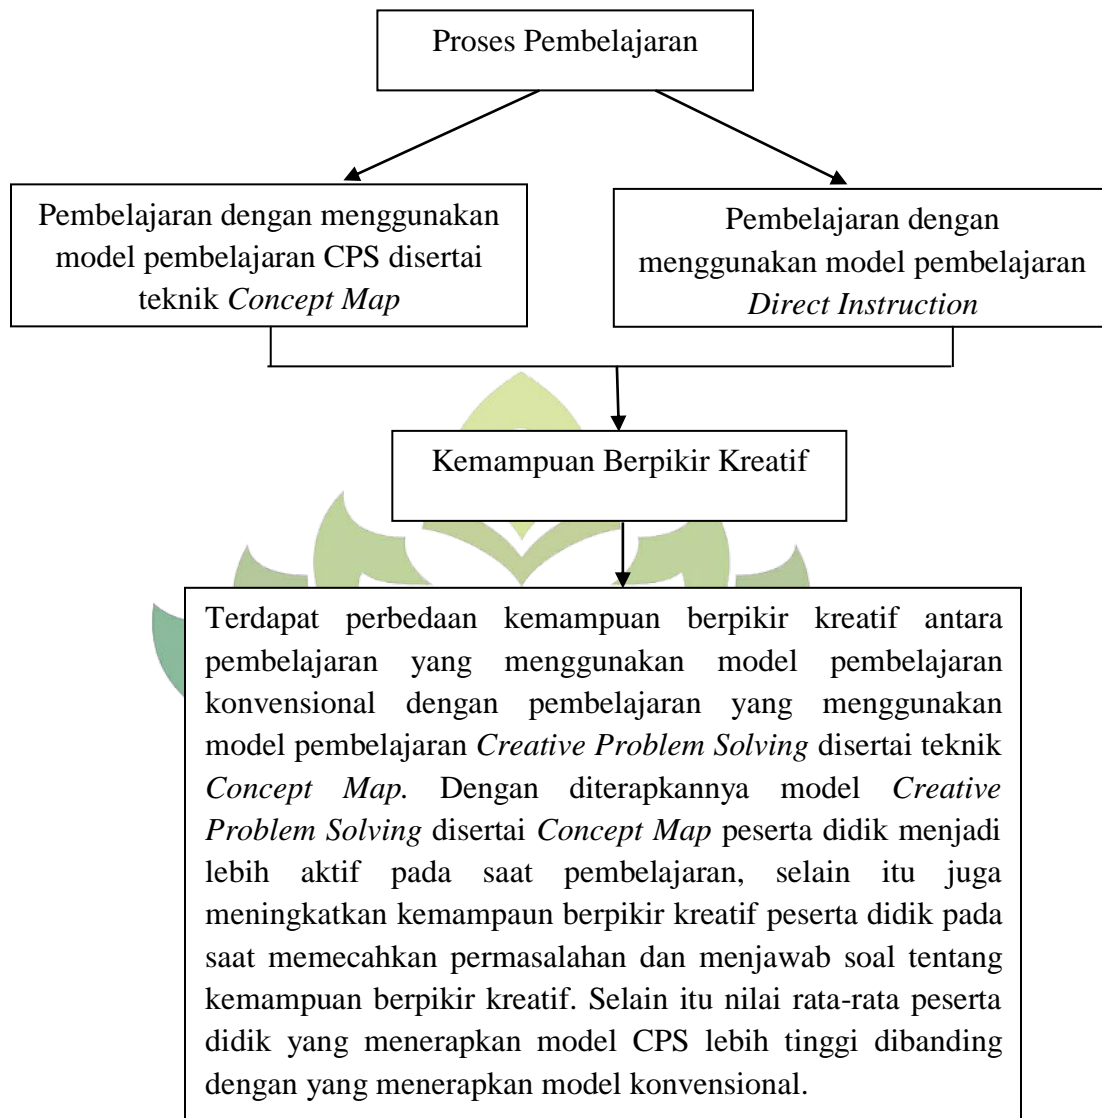 Proses Pembelajaran
Pembelajaran dengan menggunakan
model pembelajaran CPS disertai
teknik Concept Map
Pembelajaran dengan
menggunakan model pembelajaran
Direct Instruction
Kemampuan Berpikir Kreatif
Terdapat perbedaan kemampuan berpikir kreatif antara
pembelajaran yang menggunakan model pembelajaran
konvensional dengan pembelajaran yang menggunakan
model pembelajaran Creative Problem Solving disertai teknik
Concept Map. Dengan diterapkannya model Creative
Problem Solving disertai Concept Map peserta didik menjadi
lebih aktif pada saat pembelajaran, selain itu juga
meningkatkan kemampaun berpikir kreatif peserta didik pada
saat memecahkan permasalahan dan menjawab soal tentang
kemampuan berpikir kreatif. Selain itu nilai rata-rata peserta
didik yang menerapkan model CPS lebih tinggi dibanding
dengan yang menerapkan model konvensional.